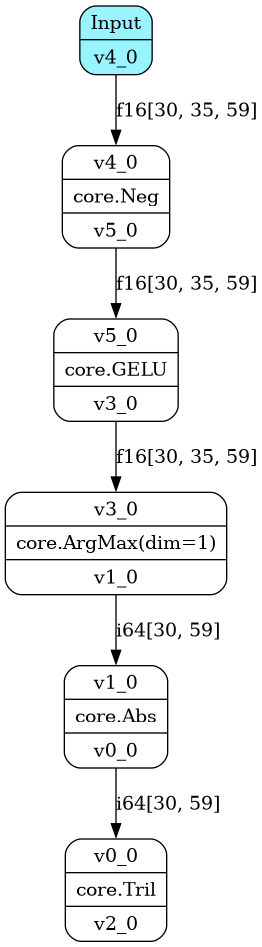 Input
v4_0
f16[30, 35, 59]
v4_0
core.Neg
v5_0
f16[30, 35, 59]
v5_0
core.GELU
v3_0
f16[30, 35, 59]
v3_0
core.ArgMax(dim=1)
v1_0
i64[30, 59]
v1_0
core.Abs
v0_0
i64[30, 59]
v0_0
core.Tril
v2_0